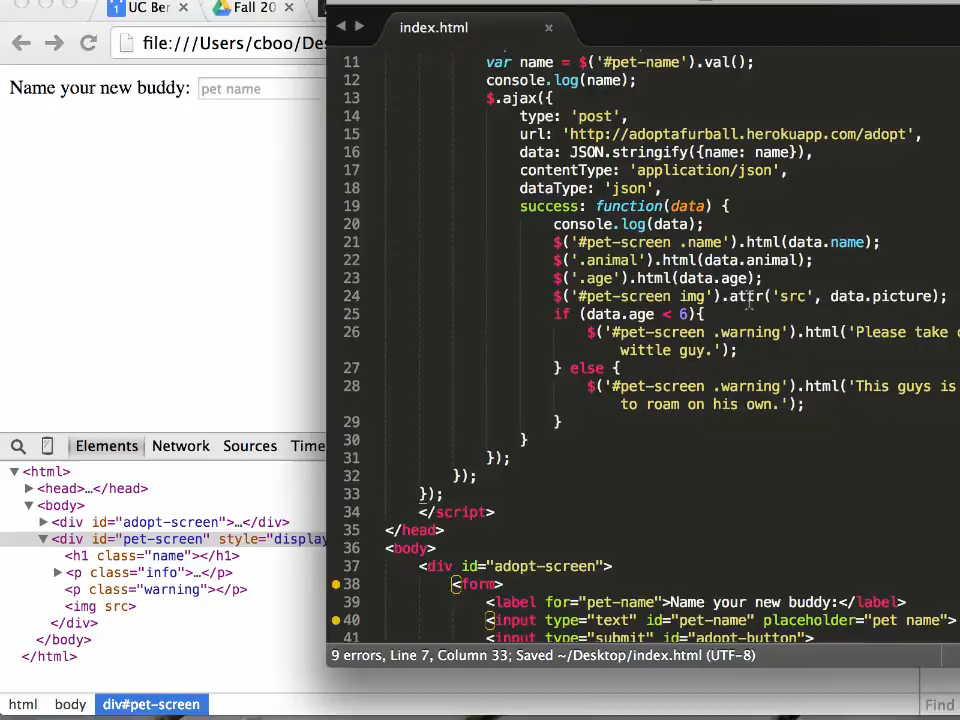 UC Ber
Fall 20
file:///Users/cboo/Des
Name your new buddy:
pet name
Elements
Network
Sources
Time
<html>
<head>…</head>
<body>
<div id="adopt-screen">…</div>
<div id="pet-screen" style="display
<h1 class="name"></h1>
<p class="info">…</p>
<p class="warning"></p>
<img src>
</div>
</body>
</html>
html
body
div#pet-screen
index.html
11 var name = $('#pet-name').val();
12 console.log(name);
13 $.ajax({
14 type: 'post',
15 url: 'http://adoptafurball.herokuapp.com/adopt',
16 data: JSON.stringify({name: name}),
17 contentType: 'application/json',
18 dataType: 'json',
19 success: function(data) {
20 console.log(data);
21 $('#pet-screen .name').html(data.name);
22 $('.animal').html(data.animal);
23 $('.age').html(data.age);
24 $('#pet-screen img').attr('src', data.picture);
25 if (data.age < 6){
26 $('#pet-screen .warning').html('Please take c
wittle guy.');
27 } else {
28 $('#pet-screen .warning').html('This guys is
to roam on his own.');
29 }
30 }
31 });
32 });
33 });
34 </script>
35 </head>
36 <body>
37 <div id="adopt-screen">
38 <form>
39 <label for="pet-name">Name your new buddy:</label>
40 <input type="text" id="pet-name" placeholder="pet name">
41 <input type="submit" id="adopt-button">
9 errors, Line 7, Column 33; Saved ~/Desktop/index.html (UTF-8)
Find